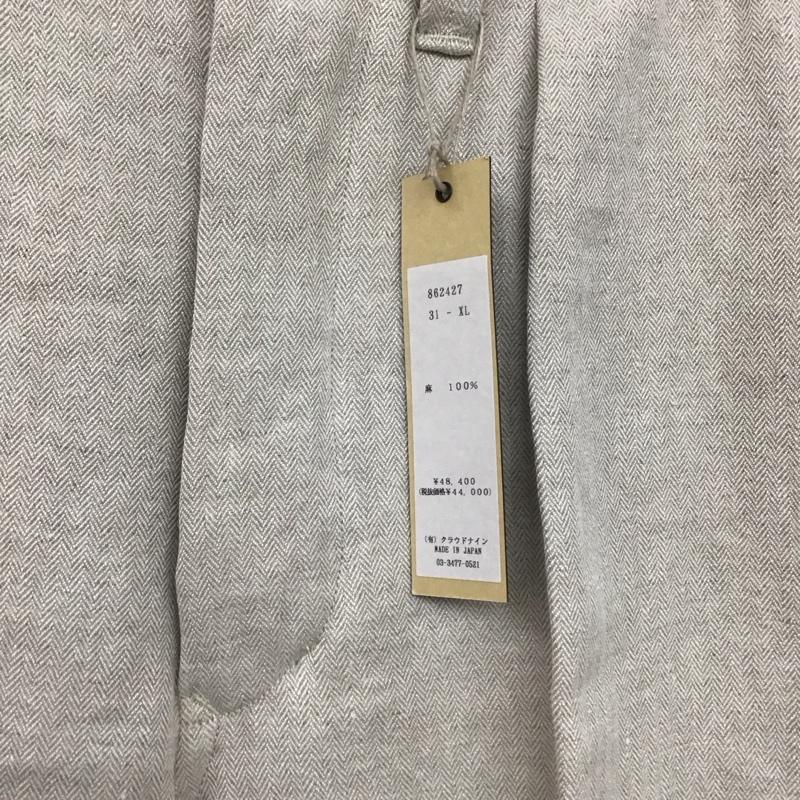 862427
31 - XL
麻 100%
¥48,400
(税抜価格¥44,000)
(有)クラウドナイン
MADE IN JAPAN
03-3477-0521